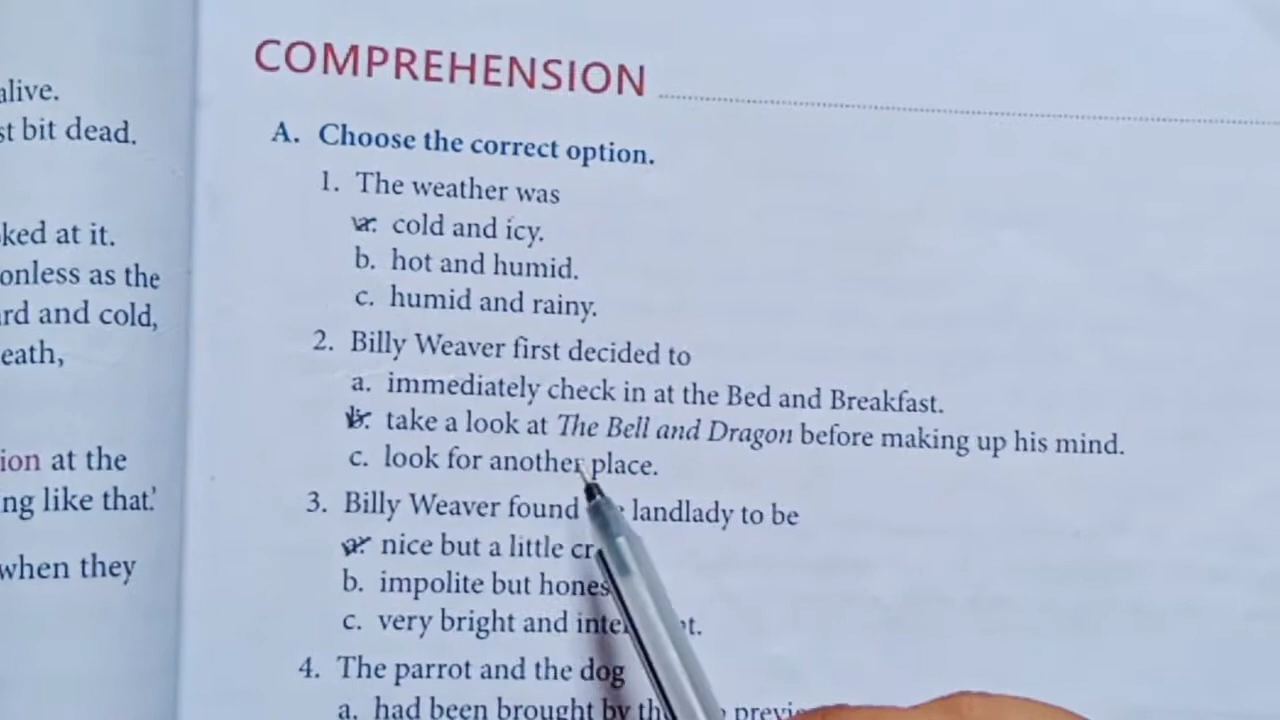 alive.
st bit dead.
ked at it.
onless as the
rd and cold,
eath,
ion at the
ng like that.'
when they
COMPREHENSION
A. Choose the correct option.
1. The weather was
a. cold and icy.
b. hot and humid.
c. humid and rainy.
2. Billy Weaver first decided to
a. immediately check in at the Bed and Breakfast.
b. take a look at The Bell and Dragon before making up his mind.
c. look for another place.
3. Billy Weaver found landlady to be
a. nice but a little
b. impolite but
c. very bright and
4. The parrot and the dog
a. had been brought by